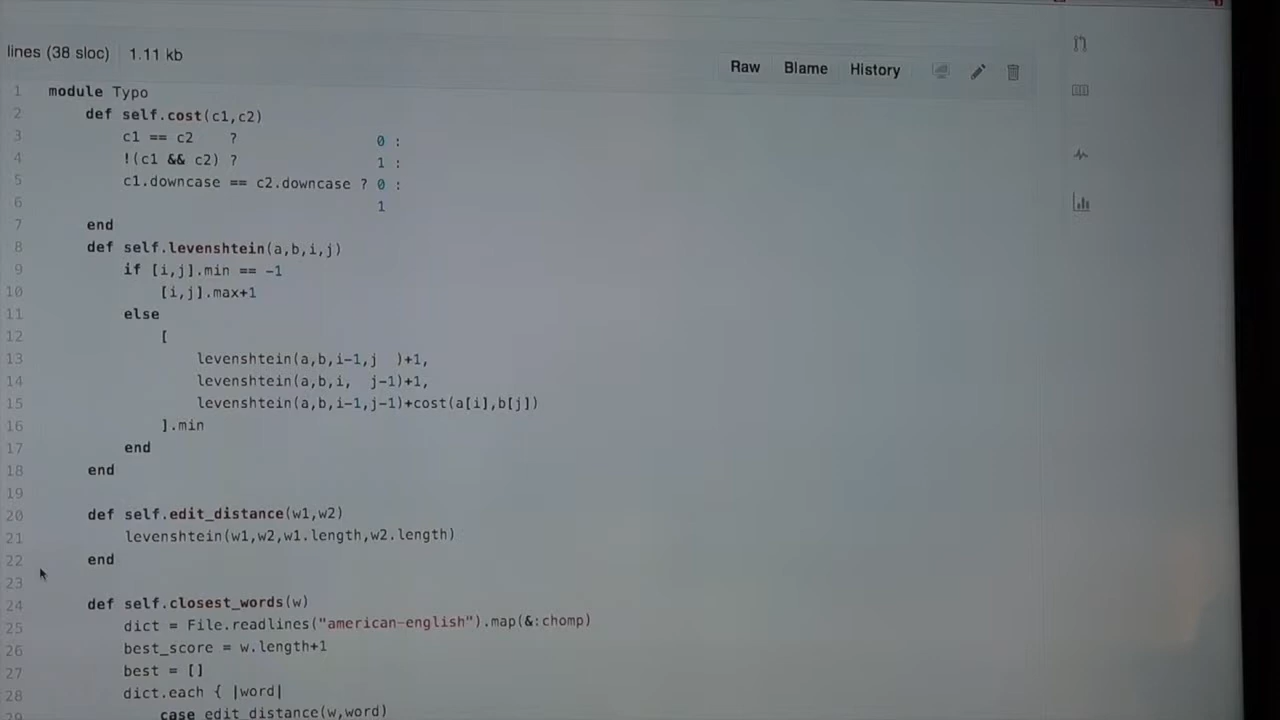 lines (38 sloc) 1.11 kb
Raw Blame History
1 module Typo
2 def self.cost(c1,c2)
3 c1 == c2 ? 0 :
4 !(c1 && c2) ? 1 :
5 c1.downcase == c2.downcase ? 0 :
6 1
7 end
8 def self.levenshtein(a,b,i,j)
9 if [i,j].min == -1
10 [i,j].max+1
11 else
12 [
13 levenshtein(a,b,i-1,j )+1,
14 levenshtein(a,b,i, j-1)+1,
15 levenshtein(a,b,i-1,j-1)+cost(a[i],b[j])
16 ].min
17 end
18 end
19
20 def self.edit_distance(w1,w2)
21 levenshtein(w1,w2,w1.length,w2.length)
22 end
23
24 def self.closest_words(w)
25 dict = File.readlines("american-english").map(&:chomp)
26 best_score = w.length+1
27 best = []
28 dict.each { |word|
29 case edit_distance(w,word)